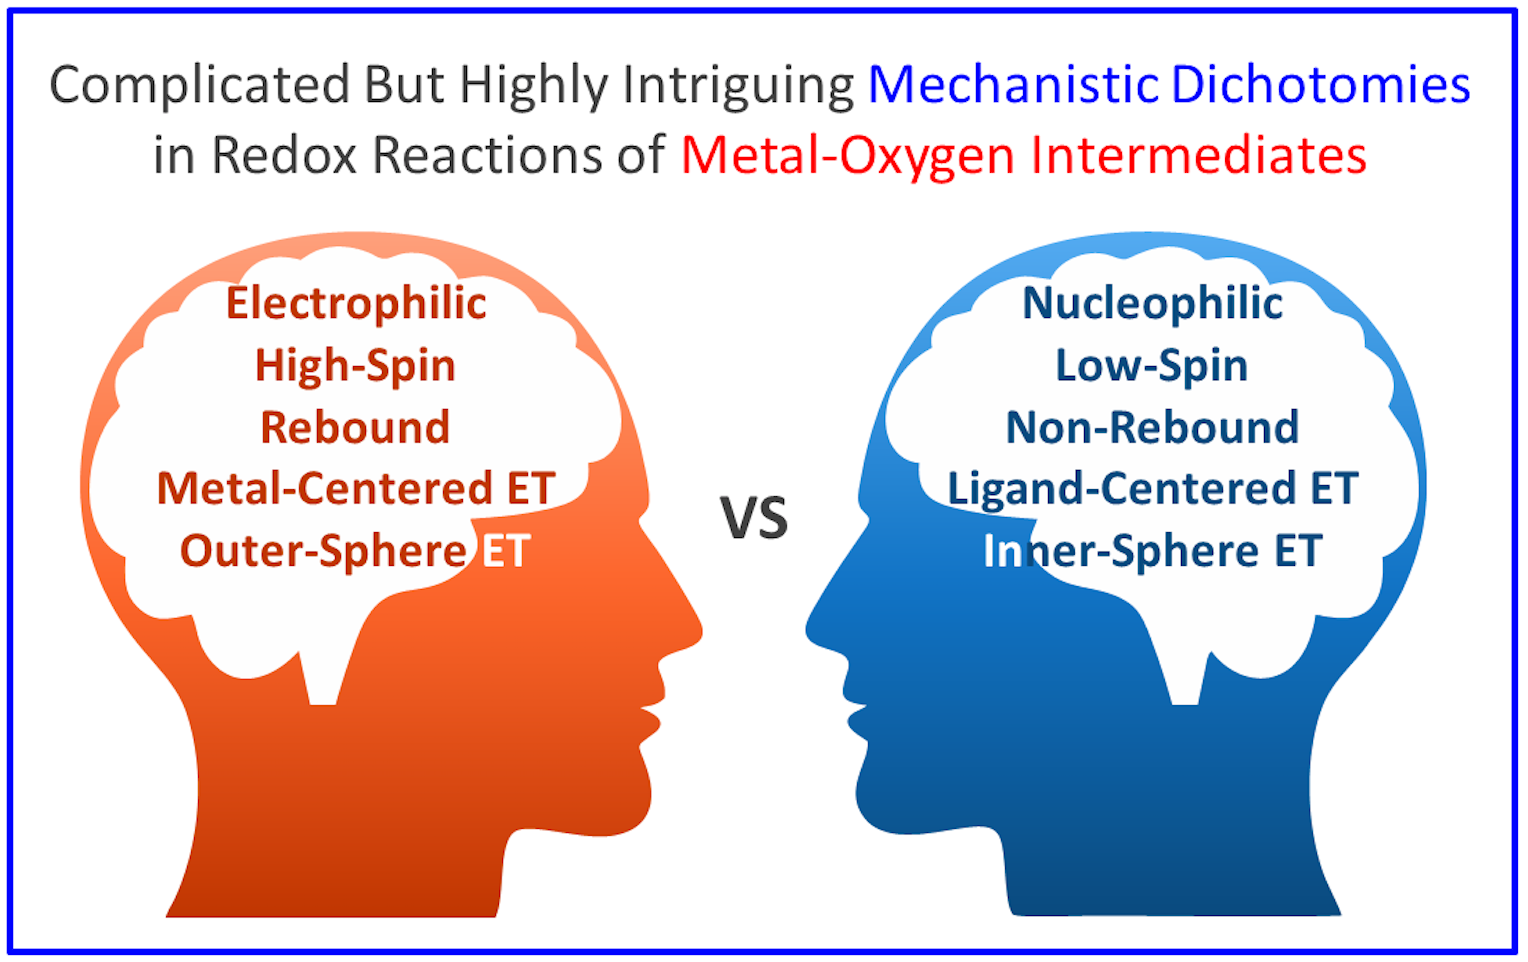 Complicated But Highly Intriguing Mechanistic Dichotomies
in Redox Reactions of Metal-Oxygen Intermediates
Electrophilic
High-Spin
Rebound
Metal-Centered ET
Outer-Sphere ET
vs
Nucleophilic
Low-Spin
Non-Rebound
Ligand-Centered ET
Inner-Sphere ET